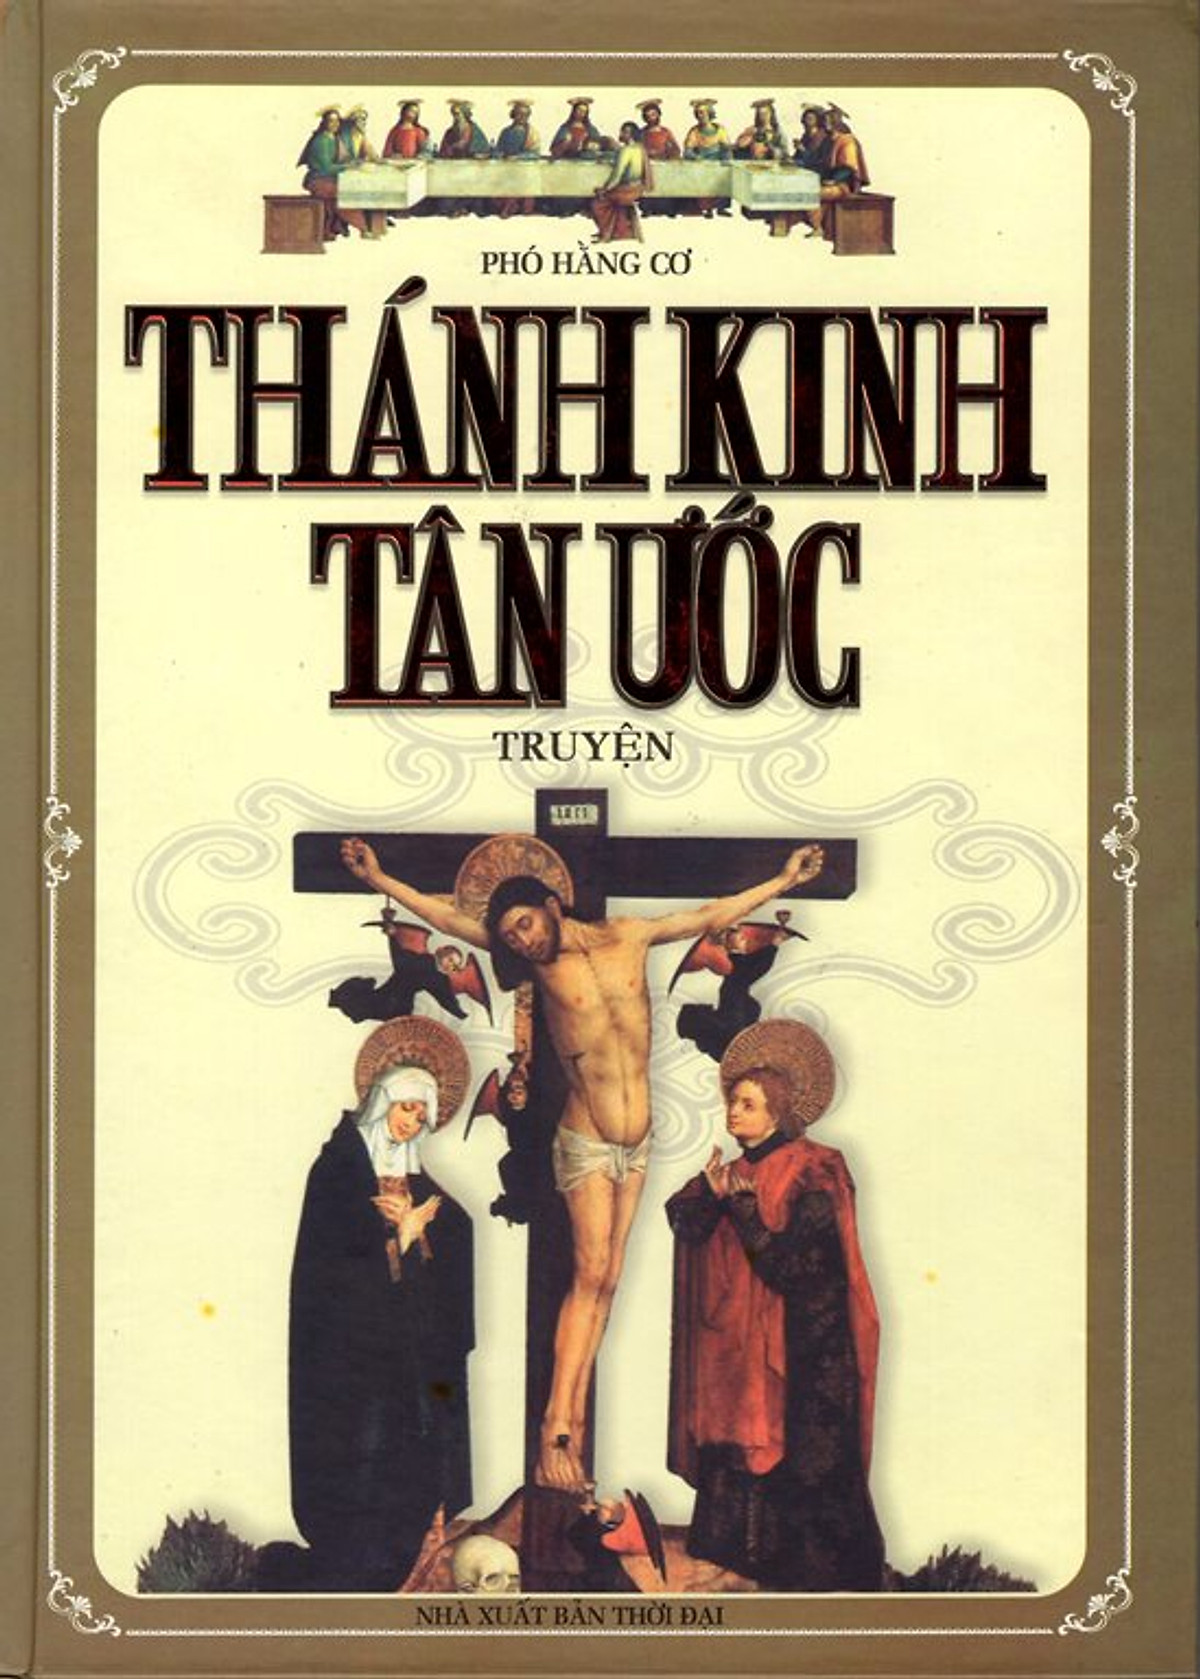 PHÓ HẰNG CƠ
THÁNH KINH
TÂN ƯỚC
TRUYỆN
NHÀ XUẤT BẢN THỜI ĐẠI